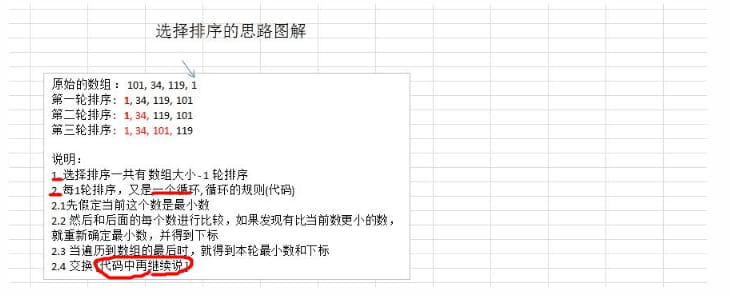 选择排序的思路图解
原始的数组：101, 34, 119, 1
第一轮排序：1, 34, 119, 101
第二轮排序：1, 34, 119, 101
第三轮排序：1, 34, 101, 119
说明：
1. 选择排序一共有 数组大小 - 1 轮排序
2. 每1轮排序，又是一个循环, 循环的规则(代码)
2.1先假定当前这个数是最小数
2.2 然后和后面的每个数进行比较，如果发现有比当前数更小的数，
就重新确定最小数，并得到下标
2.3 当遍历到数组的最后时，就得到本轮最小数和下标
2.4 交换 [代码中再继续说 ]